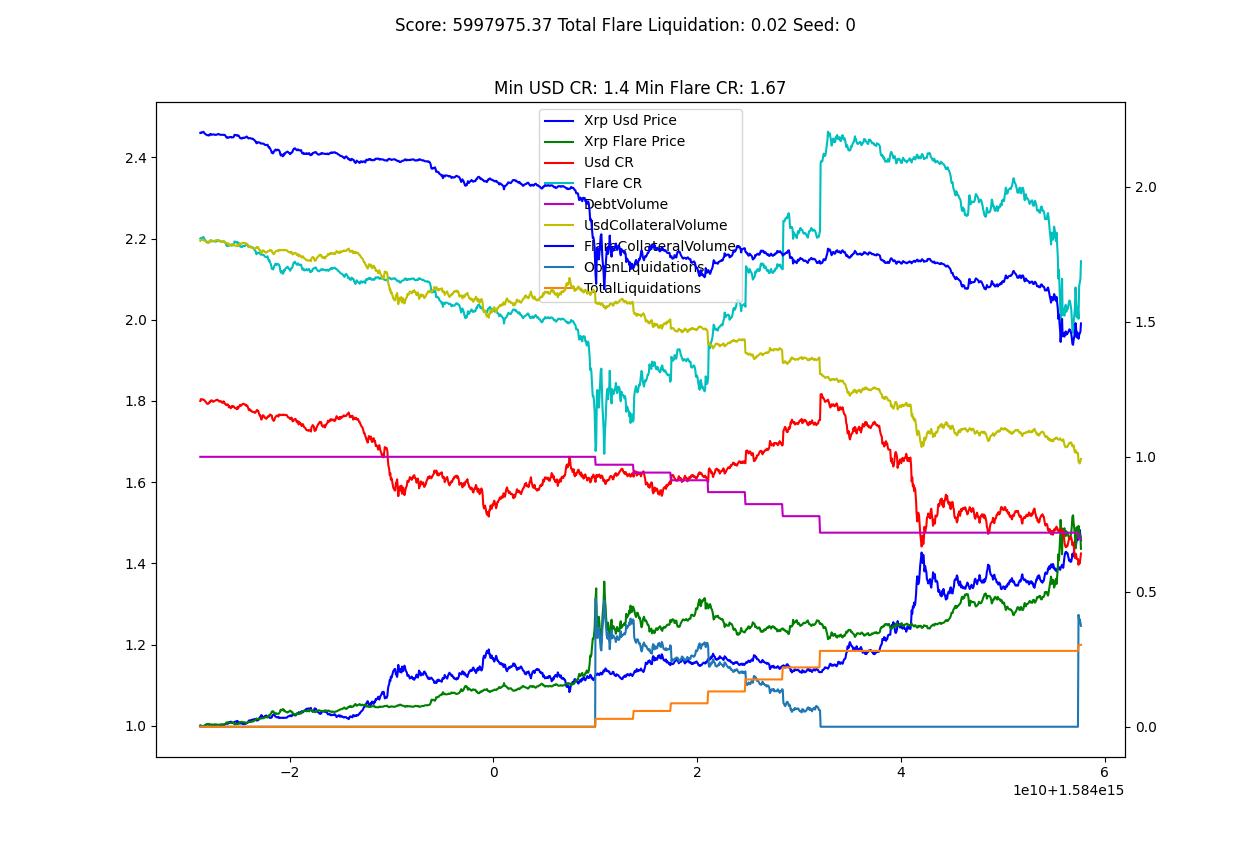 Score: 5997975.37 Total Flare Liquidation: 0.02 Seed: 0
Min USD CR: 1.4 Min Flare CR: 1.67
Xrp Usd Price
Xrp Flare Price
Usd CR
Flare CR
DebtVolume
UsdCollateralVolume
FlareCollateralVolume
OpenLiquidations
TotalLiquidations
2.4
2.2
2.0
1.8
1.6
1.4
1.2
1.0
2.0
1.5
1.0
0.5
0.0
−2
0
2
4
6
1e10+1.584e15